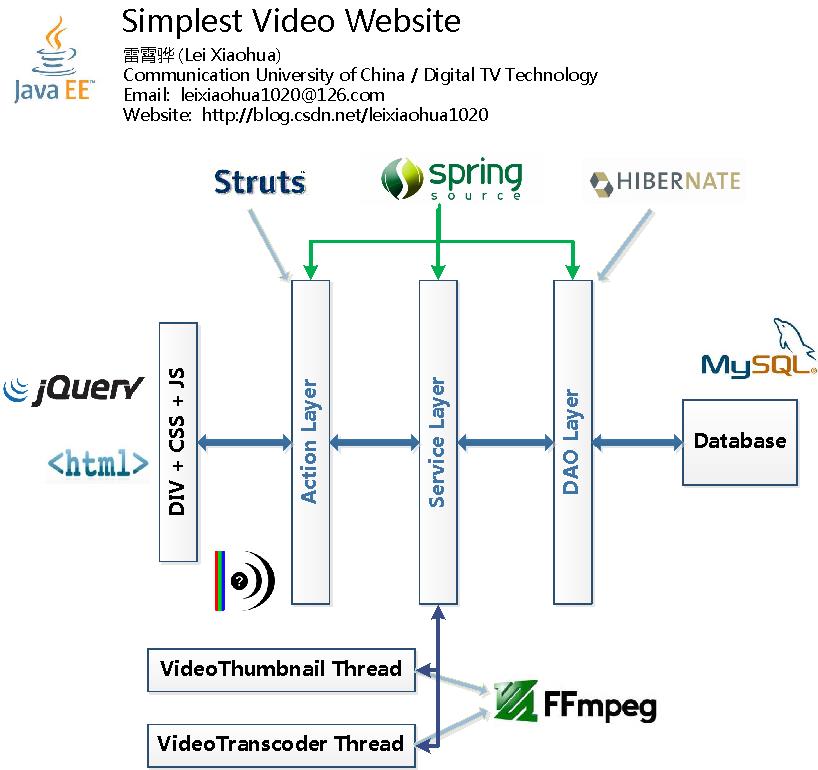 Simplest Video Website
雷霄骅 (Lei Xiaohua)
Communication University of China / Digital TV Technology
Email: leixiaohua1020@126.com
Website: http://blog.csdn.net/leixiaohua1020
Java EE™
Struts
spring
source
HIBERNATE
jQuery
<html>
DIV + CSS + JS
?
Action Layer
Service Layer
DAO Layer
MySQL®
Database
VideoThumbnail Thread
VideoTranscoder Thread
FFmpeg